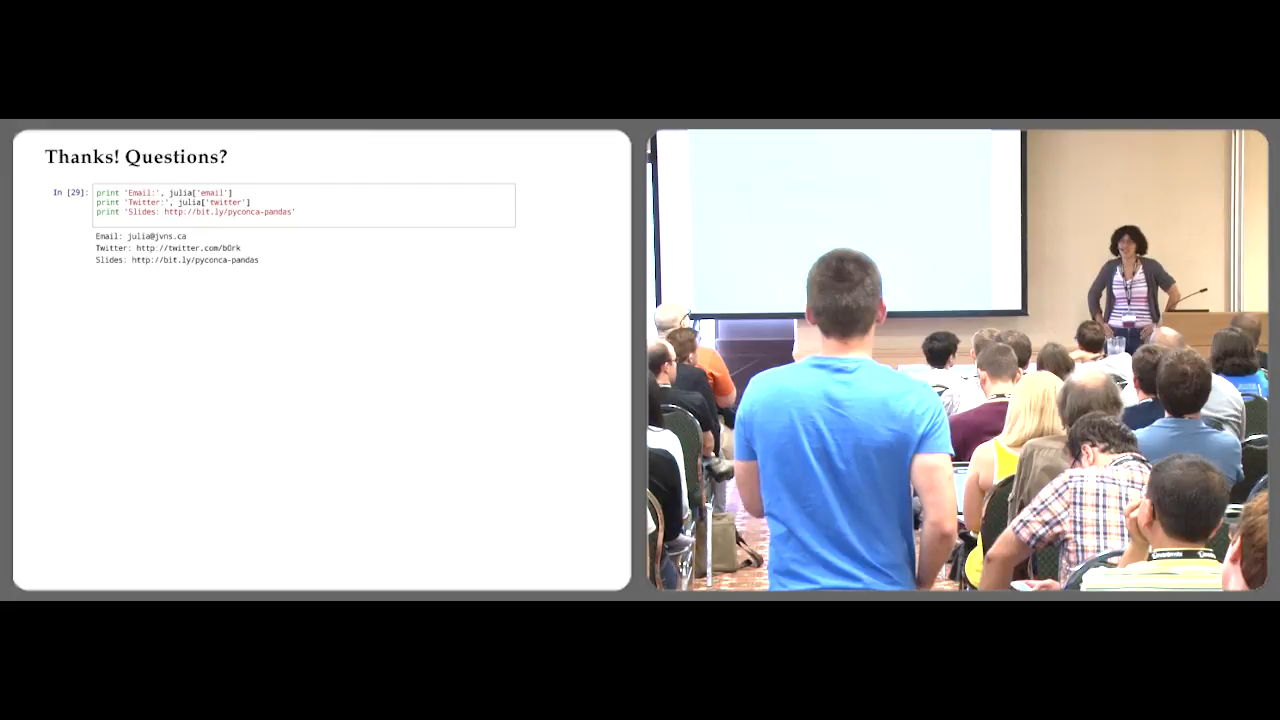 Thanks! Questions?
In [29]:
print 'Email:', julia['email']
print 'Twitter:', julia['twitter']
print 'Slides: http://bit.ly/pyconca-pandas'
Email: julia@jvns.ca
Twitter: http://twitter.com/b0rk
Slides: http://bit.ly/pyconca-pandas